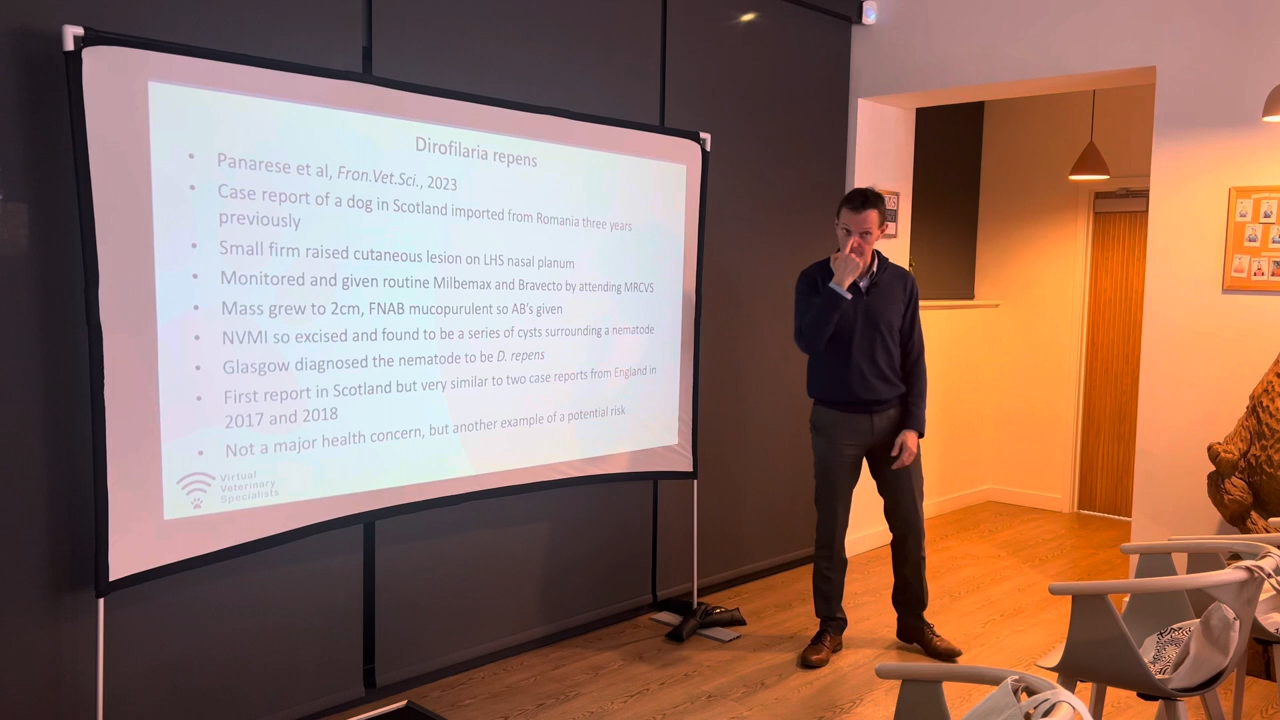 Dirofilaria repens
• Panarese et al, Fron.Vet.Sci., 2023
• Case report of a dog in Scotland imported from Romania three years
previously
• Small firm raised cutaneous lesion on LHS nasal planum
• Monitored and given routine Milbemax and Bravecto by attending MRCVS
• Mass grew to 2cm, FNAB mucopurulent so AB's given
• NVMI so excised and found to be a series of cysts surrounding a nematode
• Glasgow diagnosed the nematode to be D. repens
• First report in Scotland but very similar to two case reports from England in
2017 and 2018
• Not a major health concern, but another example of a potential risk
Virtual
Veterinary
Specialists